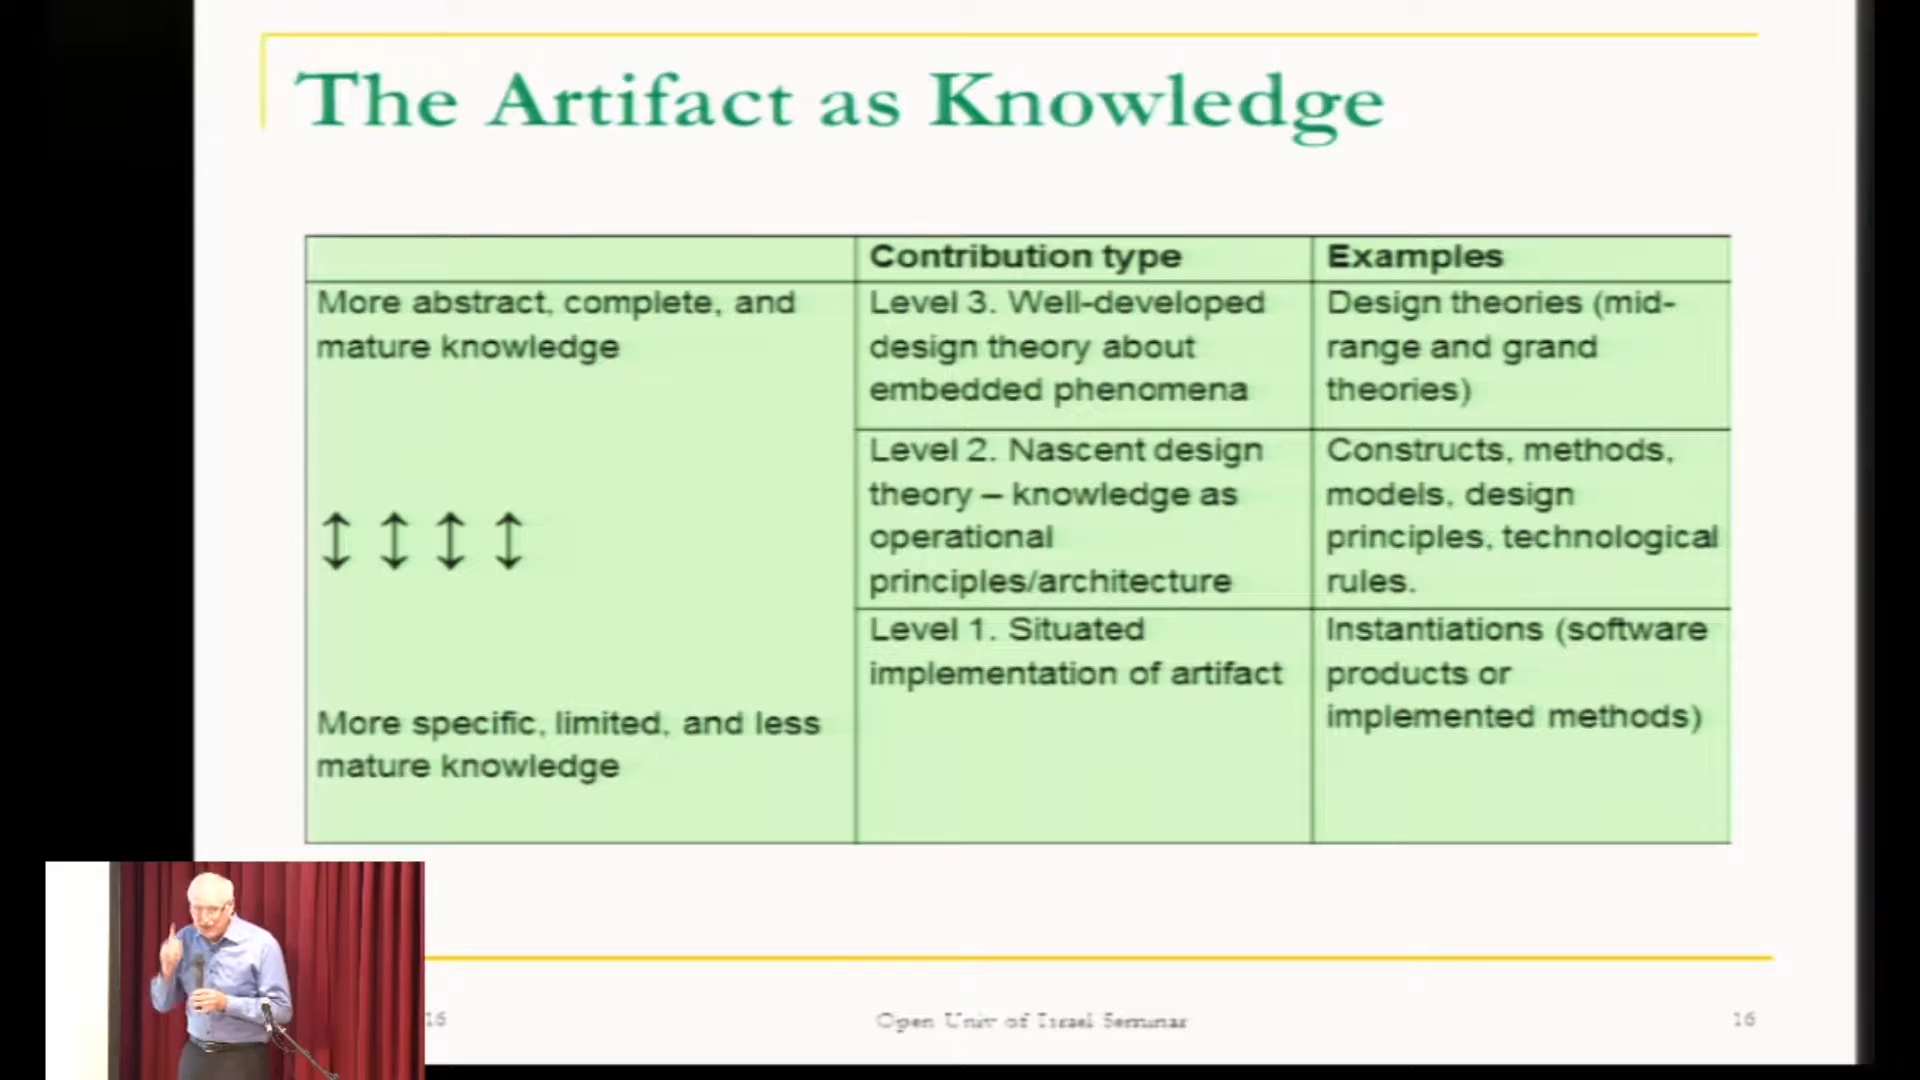 The Artifact as Knowledge
Contribution type
Examples
More abstract, complete, and
mature knowledge
Level 3. Well-developed
design theory about
embedded phenomena
Design theories (mid-
range and grand
theories)
Level 2. Nascent design
theory – knowledge as
operational
principles/architecture
Constructs, methods,
models, design
principles, technological
rules.
↕ ↕ ↕ ↕
Level 1. Situated
implementation of artifact
Instantiations (software
products or
implemented methods)
More specific, limited, and less
mature knowledge
16
Open Univ of Israel Seminar
16